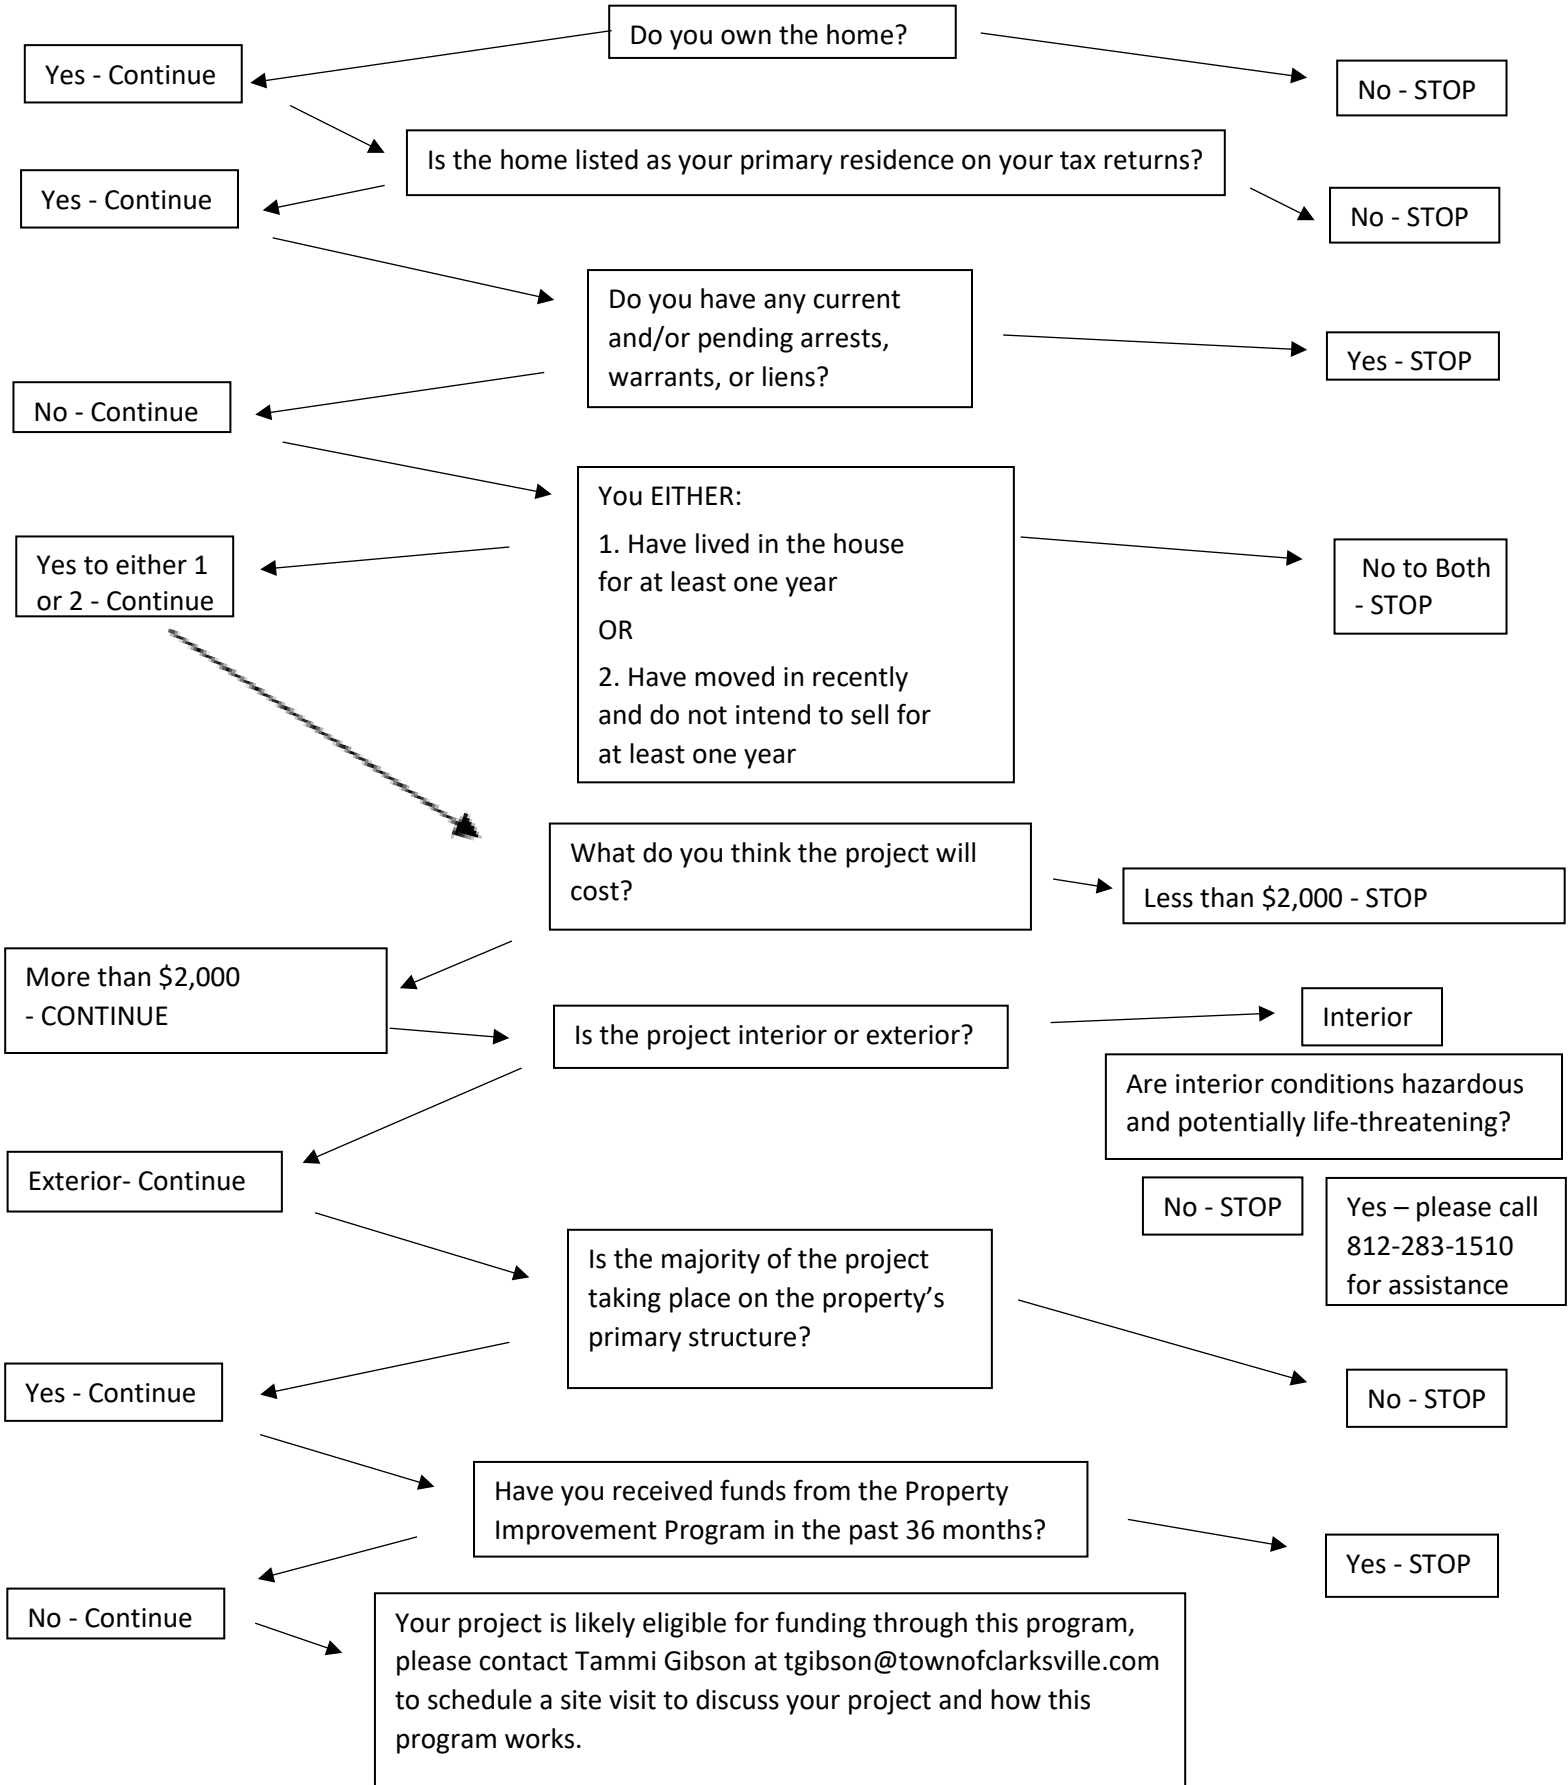 Do you own the home?
Yes - Continue
No - STOP
Is the home listed as your primary residence on your tax returns?
Yes - Continue
No - STOP
Do you have any current
and/or pending arrests,
warrants, or liens?
Yes - STOP
No - Continue
You EITHER:
1. Have lived in the house
for at least one year
OR
2. Have moved in recently
and do not intend to sell for
at least one year
Yes to either 1
or 2 - Continue
No to Both
- STOP
What do you think the project will
cost?
Less than $2,000 - STOP
More than $2,000
- CONTINUE
Is the project interior or exterior?
Interior
Are interior conditions hazardous
and potentially life-threatening?
No - STOP
Yes – please call
812-283-1510
for assistance
Exterior- Continue
Is the majority of the project
taking place on the property’s
primary structure?
Yes - Continue
No - STOP
Have you received funds from the Property
Improvement Program in the past 36 months?
Yes - STOP
No - Continue
Your project is likely eligible for funding through this program,
please contact Tammi Gibson at tgibson@townofclarksville.com
to schedule a site visit to discuss your project and how this
program works.